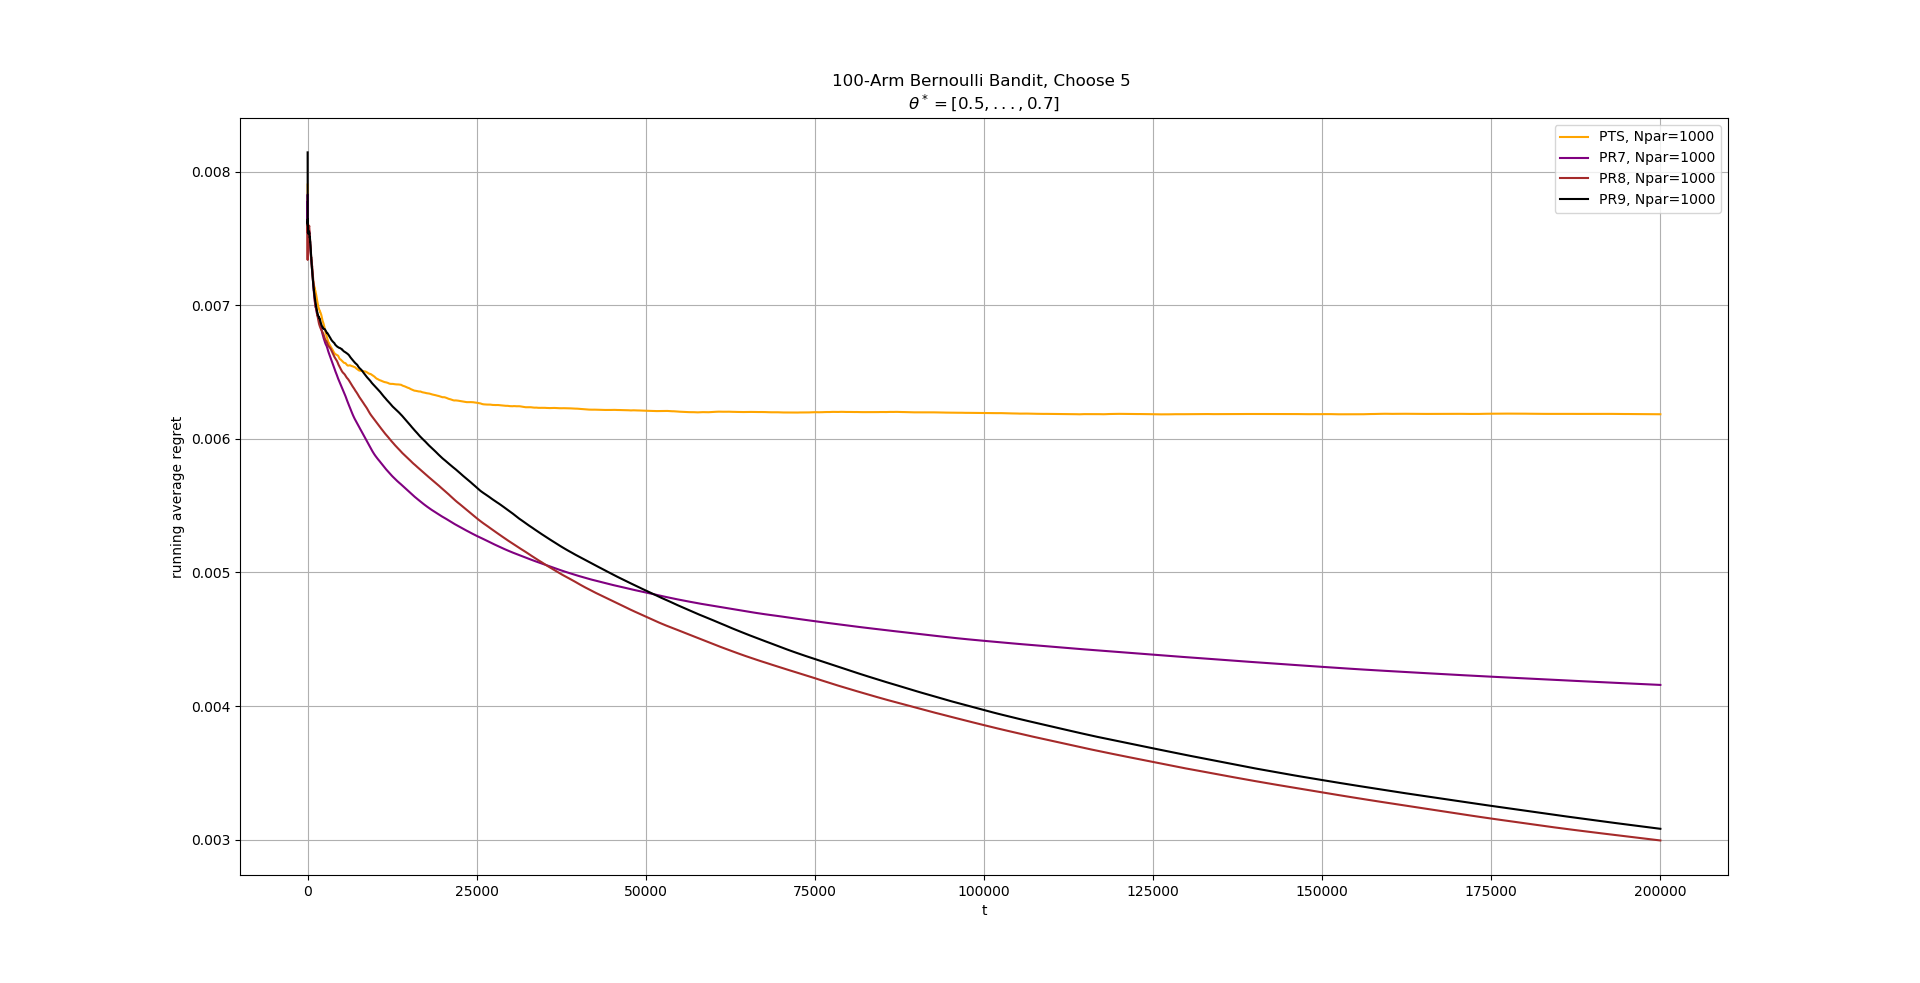 100-Arm Bernoulli Bandit, Choose 5
θ* = [0.5, . . . , 0.7]
PTS, Npar=1000
PR7, Npar=1000
PR8, Npar=1000
PR9, Npar=1000
running average regret
0.008
0.007
0.006
0.005
0.004
0.003
0 25000 50000 75000 100000 125000 150000 175000 200000
t